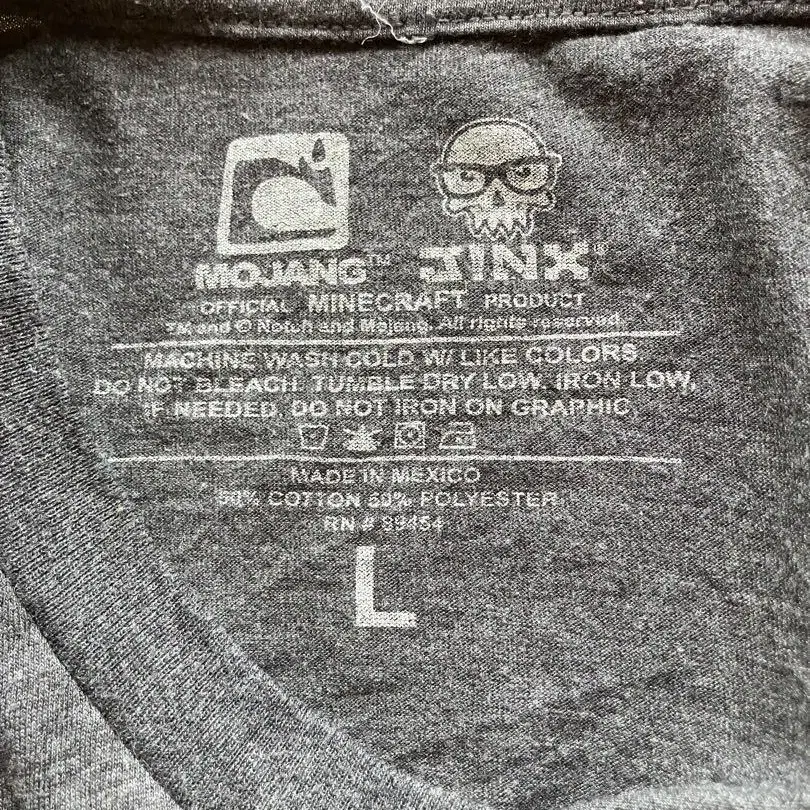 MOJANG™ JINX®
OFFICIAL MINECRAFT PRODUCT
TM and © Notch and Mojang. All rights reserved.
MACHINE WASH COLD W/ LIKE COLORS.
DO NOT BLEACH. TUMBLE DRY LOW. IRON LOW,
IF NEEDED. DO NOT IRON ON GRAPHIC.
MADE IN MEXICO
50% COTTON 50% POLYESTER
RN # 99454
L